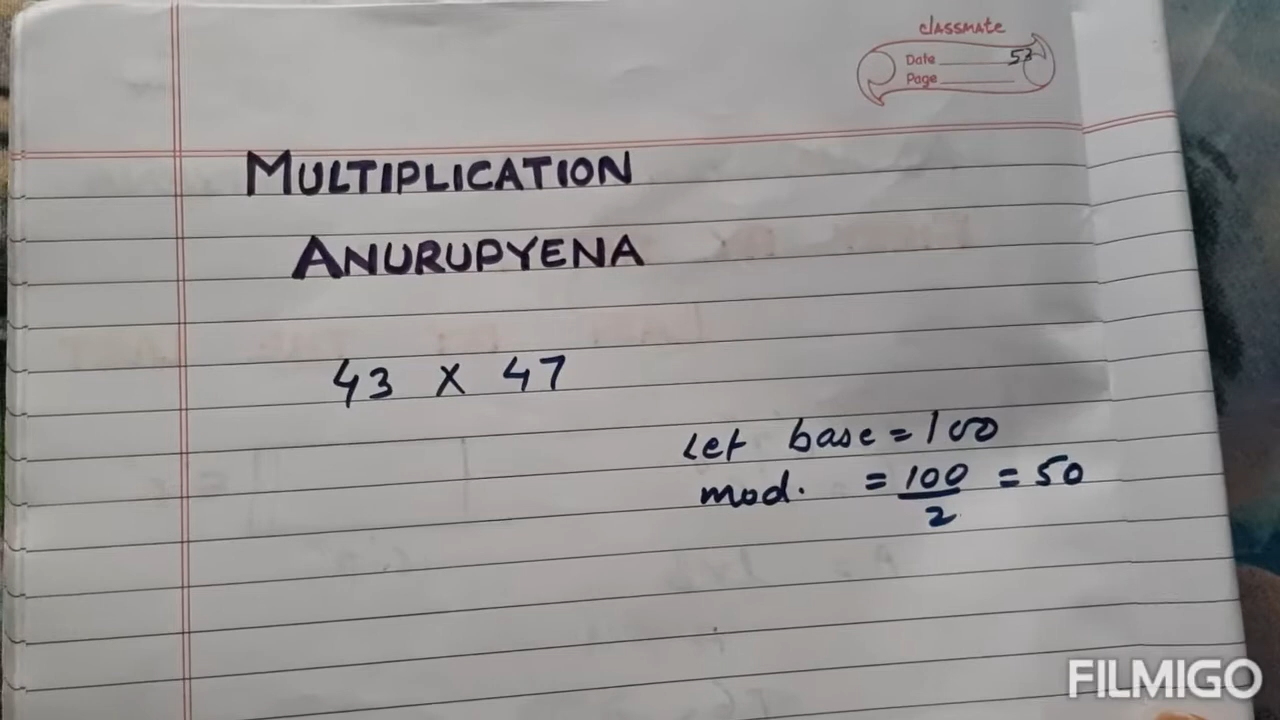 classmate
Date 53
Page
MULTIPLICATION
ANURUPYENA
43 X 47
Let base = 100
mod. = 100/2 = 50
FILMIGO